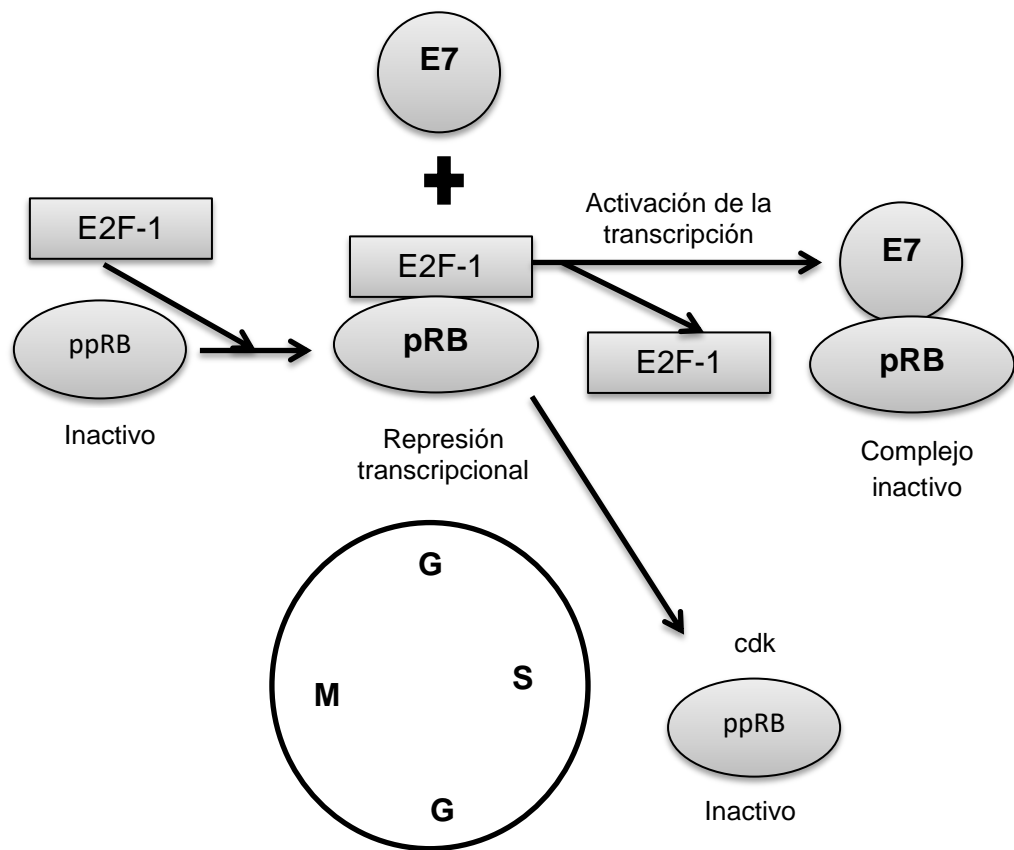 E7
E2F-1
ppRB
Inactivo
E2F-1
pRB
Represión
transcripcional
Activación de la
transcripción
E2F-1
E7
pRB
Complejo
inactivo
G
S
M
G
cdk
ppRB
Inactivo